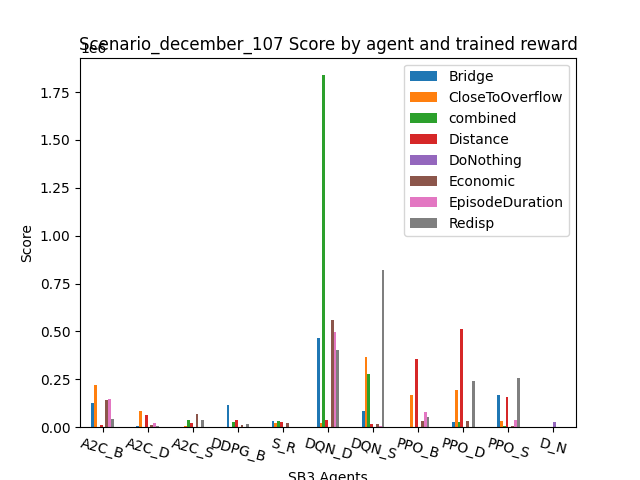 Scenario_december_107 Score by agent and trained reward
1e6
1.75
1.50
1.25
1.00
0.75
0.50
0.25
0.00
Score
Bridge
CloseToOverflow
combined
Distance
DoNothing
Economic
EpisodeDuration
Redisp
A2C_B
A2C_D
A2C_S
DDPG_B
S_R
DQN_D
DQN_S
PPO_B
PPO_D
PPO_S
D_N
SB3 Agents